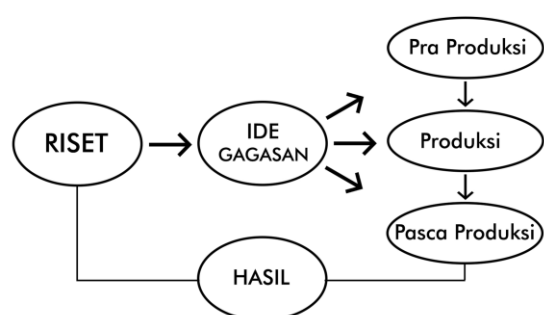 RISET
IDE
GAGASAN
Pra Produksi
Produksi
Pasca Produksi
HASIL